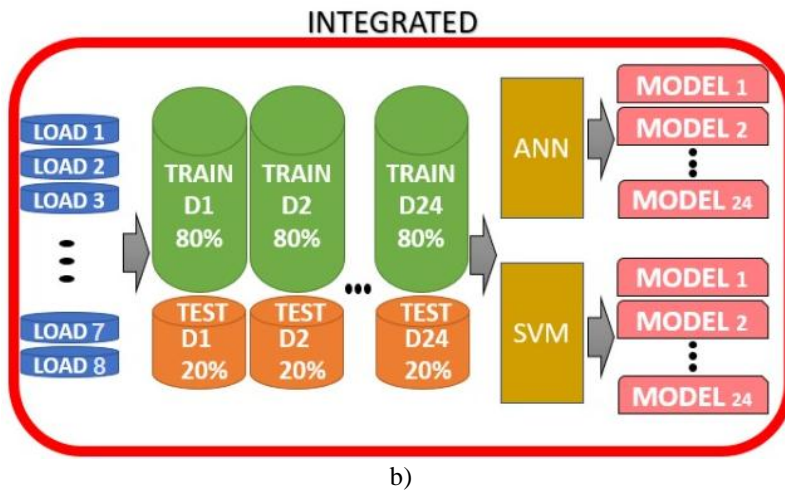 INTEGRATED
LOAD 1
LOAD 2
LOAD 3
LOAD 7
LOAD 8
TRAIN
D1
80%
TRAIN
D2
80%
TRAIN
D24
80%
TEST
D1
20%
TEST
D2
20%
TEST
D24
20%
ANN
SVM
MODEL 1
MODEL 2
MODEL 24
MODEL 1
MODEL 2
MODEL 24
b)